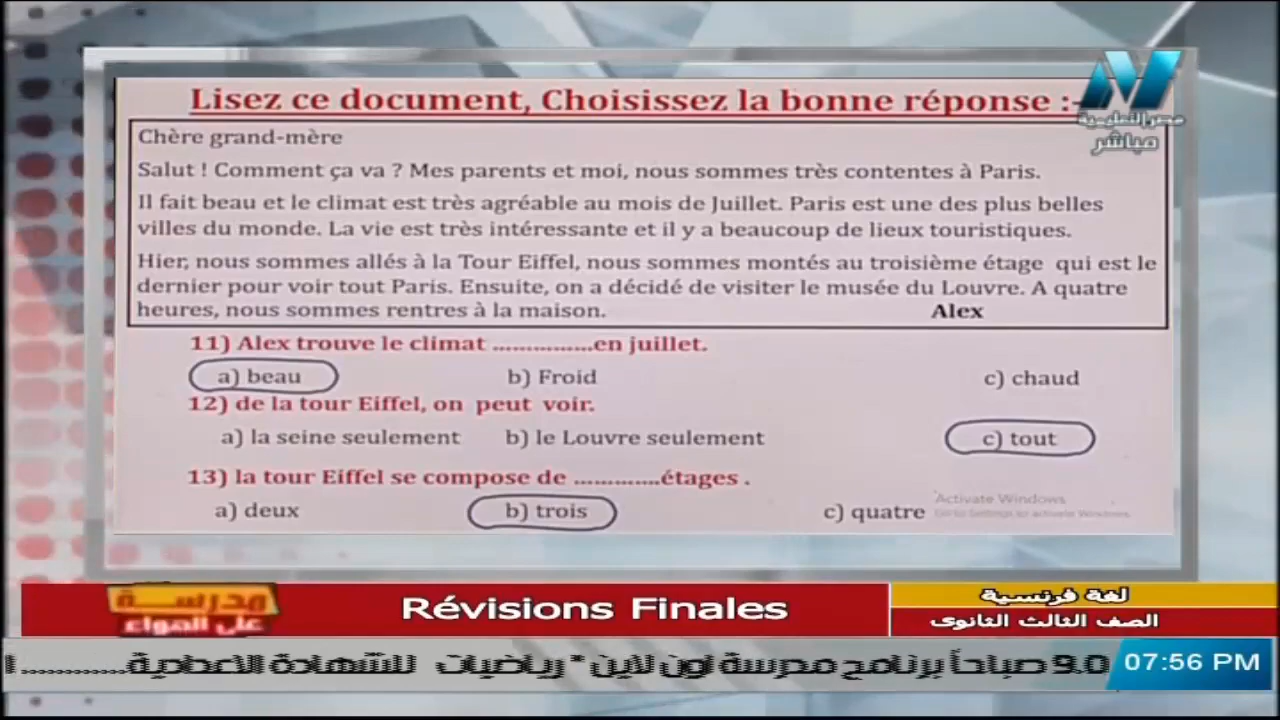 Lisez ce document, Choisissez la bonne réponse :-
Chère grand-mère
Salut ! Comment ça va ? Mes parents et moi, nous sommes très contentes à Paris.
Il fait beau et le climat est très agréable au mois de Juillet. Paris est une des plus belles
villes du monde. La vie est très intéressante et il y a beaucoup de lieux touristiques.
Hier, nous sommes allés à la Tour Eiffel, nous sommes montés au troisième étage qui est le
dernier pour voir tout Paris. Ensuite, on a décidé de visiter le musée du Louvre. A quatre
heures, nous sommes rentres à la maison. Alex
11) Alex trouve le climat ...............en juillet.
a) beau b) Froid c) chaud
12) de la tour Eiffel, on peut voir.
a) la seine seulement b) le Louvre seulement c) tout
13) la tour Eiffel se compose de .............étages .
a) deux b) trois c) quatre
Activate Windows
Go to Settings to activate Windows.
مصر التعليمية
مباشر
مدرسة
على الهواء
Révisions Finales
لغة فرنسية
الصف الثالث الثانوى
9.0 صباحاً برنامج مدرسة اون لاين * رياضيات للشهادة الاعدادية............
07:56 PM